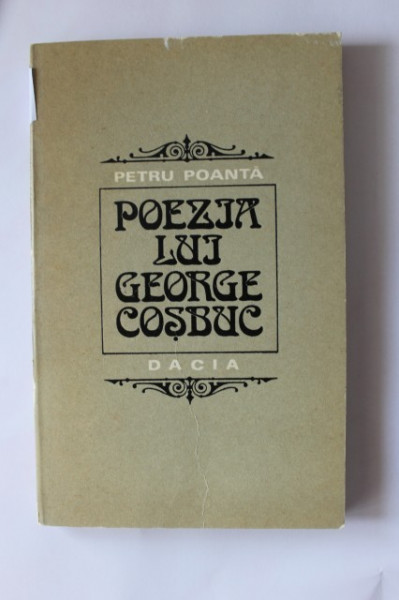 PETRU POANTĂ
POEZIA
LUI
GEORGE
COȘBUC
DACIA